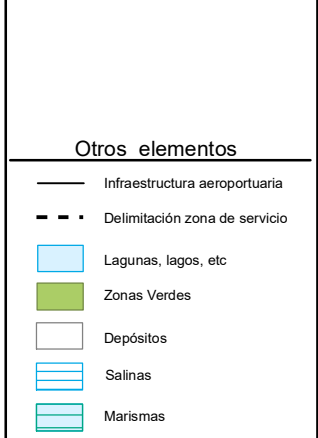 Otros elementos
Infraestructura aeroportuaria
Delimitación zona de servicio
Lagunas, lagos, etc
Zonas Verdes
Depósitos
Salinas
Marismas